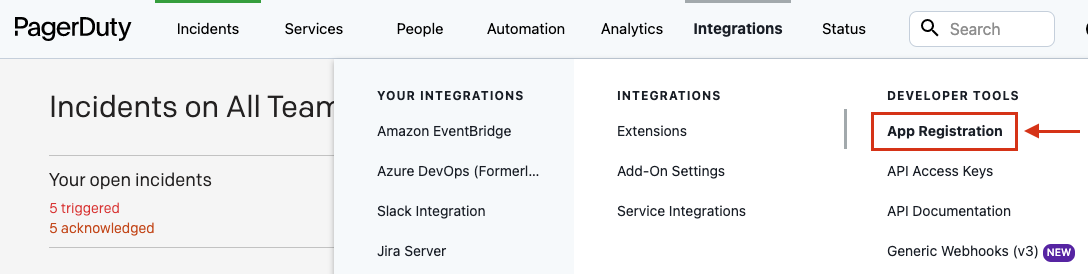 PagerDuty Incidents Services People Automation Analytics Integrations Status Search
Incidents on All Team
Your open incidents
5 triggered
5 acknowledged
YOUR INTEGRATIONS
Amazon EventBridge
Azure DevOps (Formerl...
Slack Integration
Jira Server
INTEGRATIONS
Extensions
Add-On Settings
Service Integrations
DEVELOPER TOOLS
App Registration
API Access Keys
API Documentation
Generic Webhooks (v3) NEW